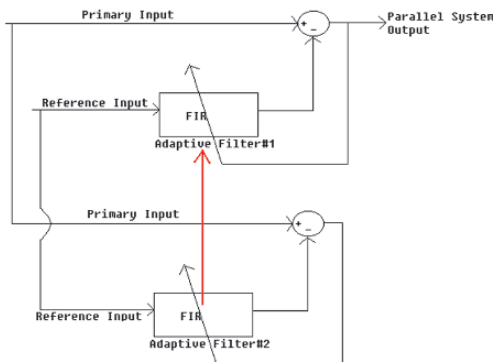 Primary Input
Parallel System
Output
+
-
Reference Input
FIR
Adaptive Filter#1
Primary Input
+
-
Reference Input
FIR
Adaptive Filter#2